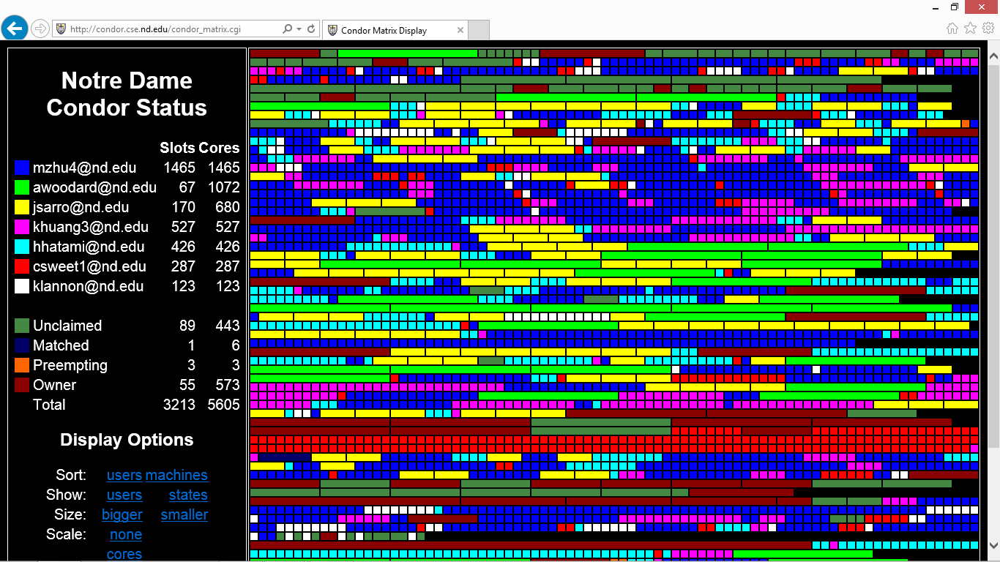 http://condor.cse.nd.edu/condor_matrix.cgi
Condor Matrix Display
Notre Dame
Condor Status
Slots Cores
mzhu4@nd.edu 1465 1465
awoodard@nd.edu 67 1072
jsarro@nd.edu 170 680
khuang3@nd.edu 527 527
hhatami@nd.edu 426 426
csweet1@nd.edu 287 287
klannon@nd.edu 123 123
Unclaimed 89 443
Matched 1 6
Preempting 3 3
Owner 55 573
Total 3213 5605
Display Options
Sort: users machines
Show: users states
Size: bigger smaller
Scale: none
cores